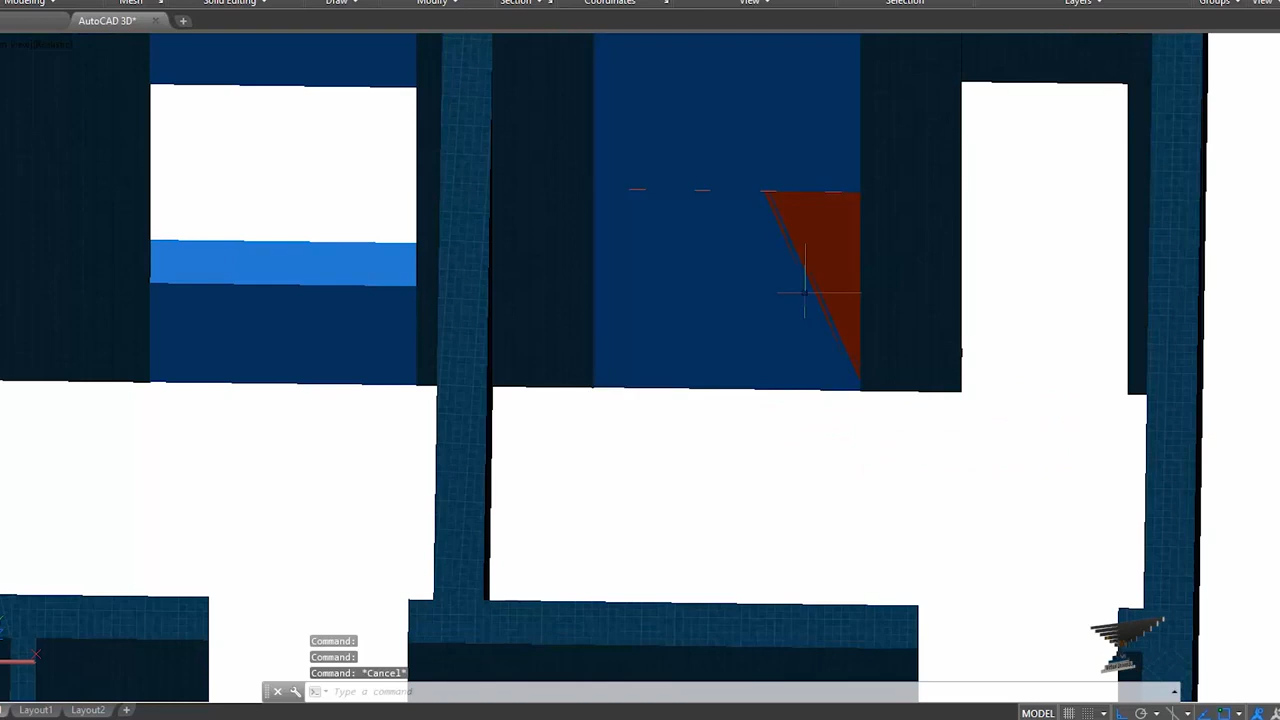 Modeling Mesh Solid Editing Draw Modify Section Coordinates View Selection Layers Groups View
AutoCAD 3D*
Command:
Command:
Command: *Cancel*
Type a command
Layout1 Layout2
MODEL